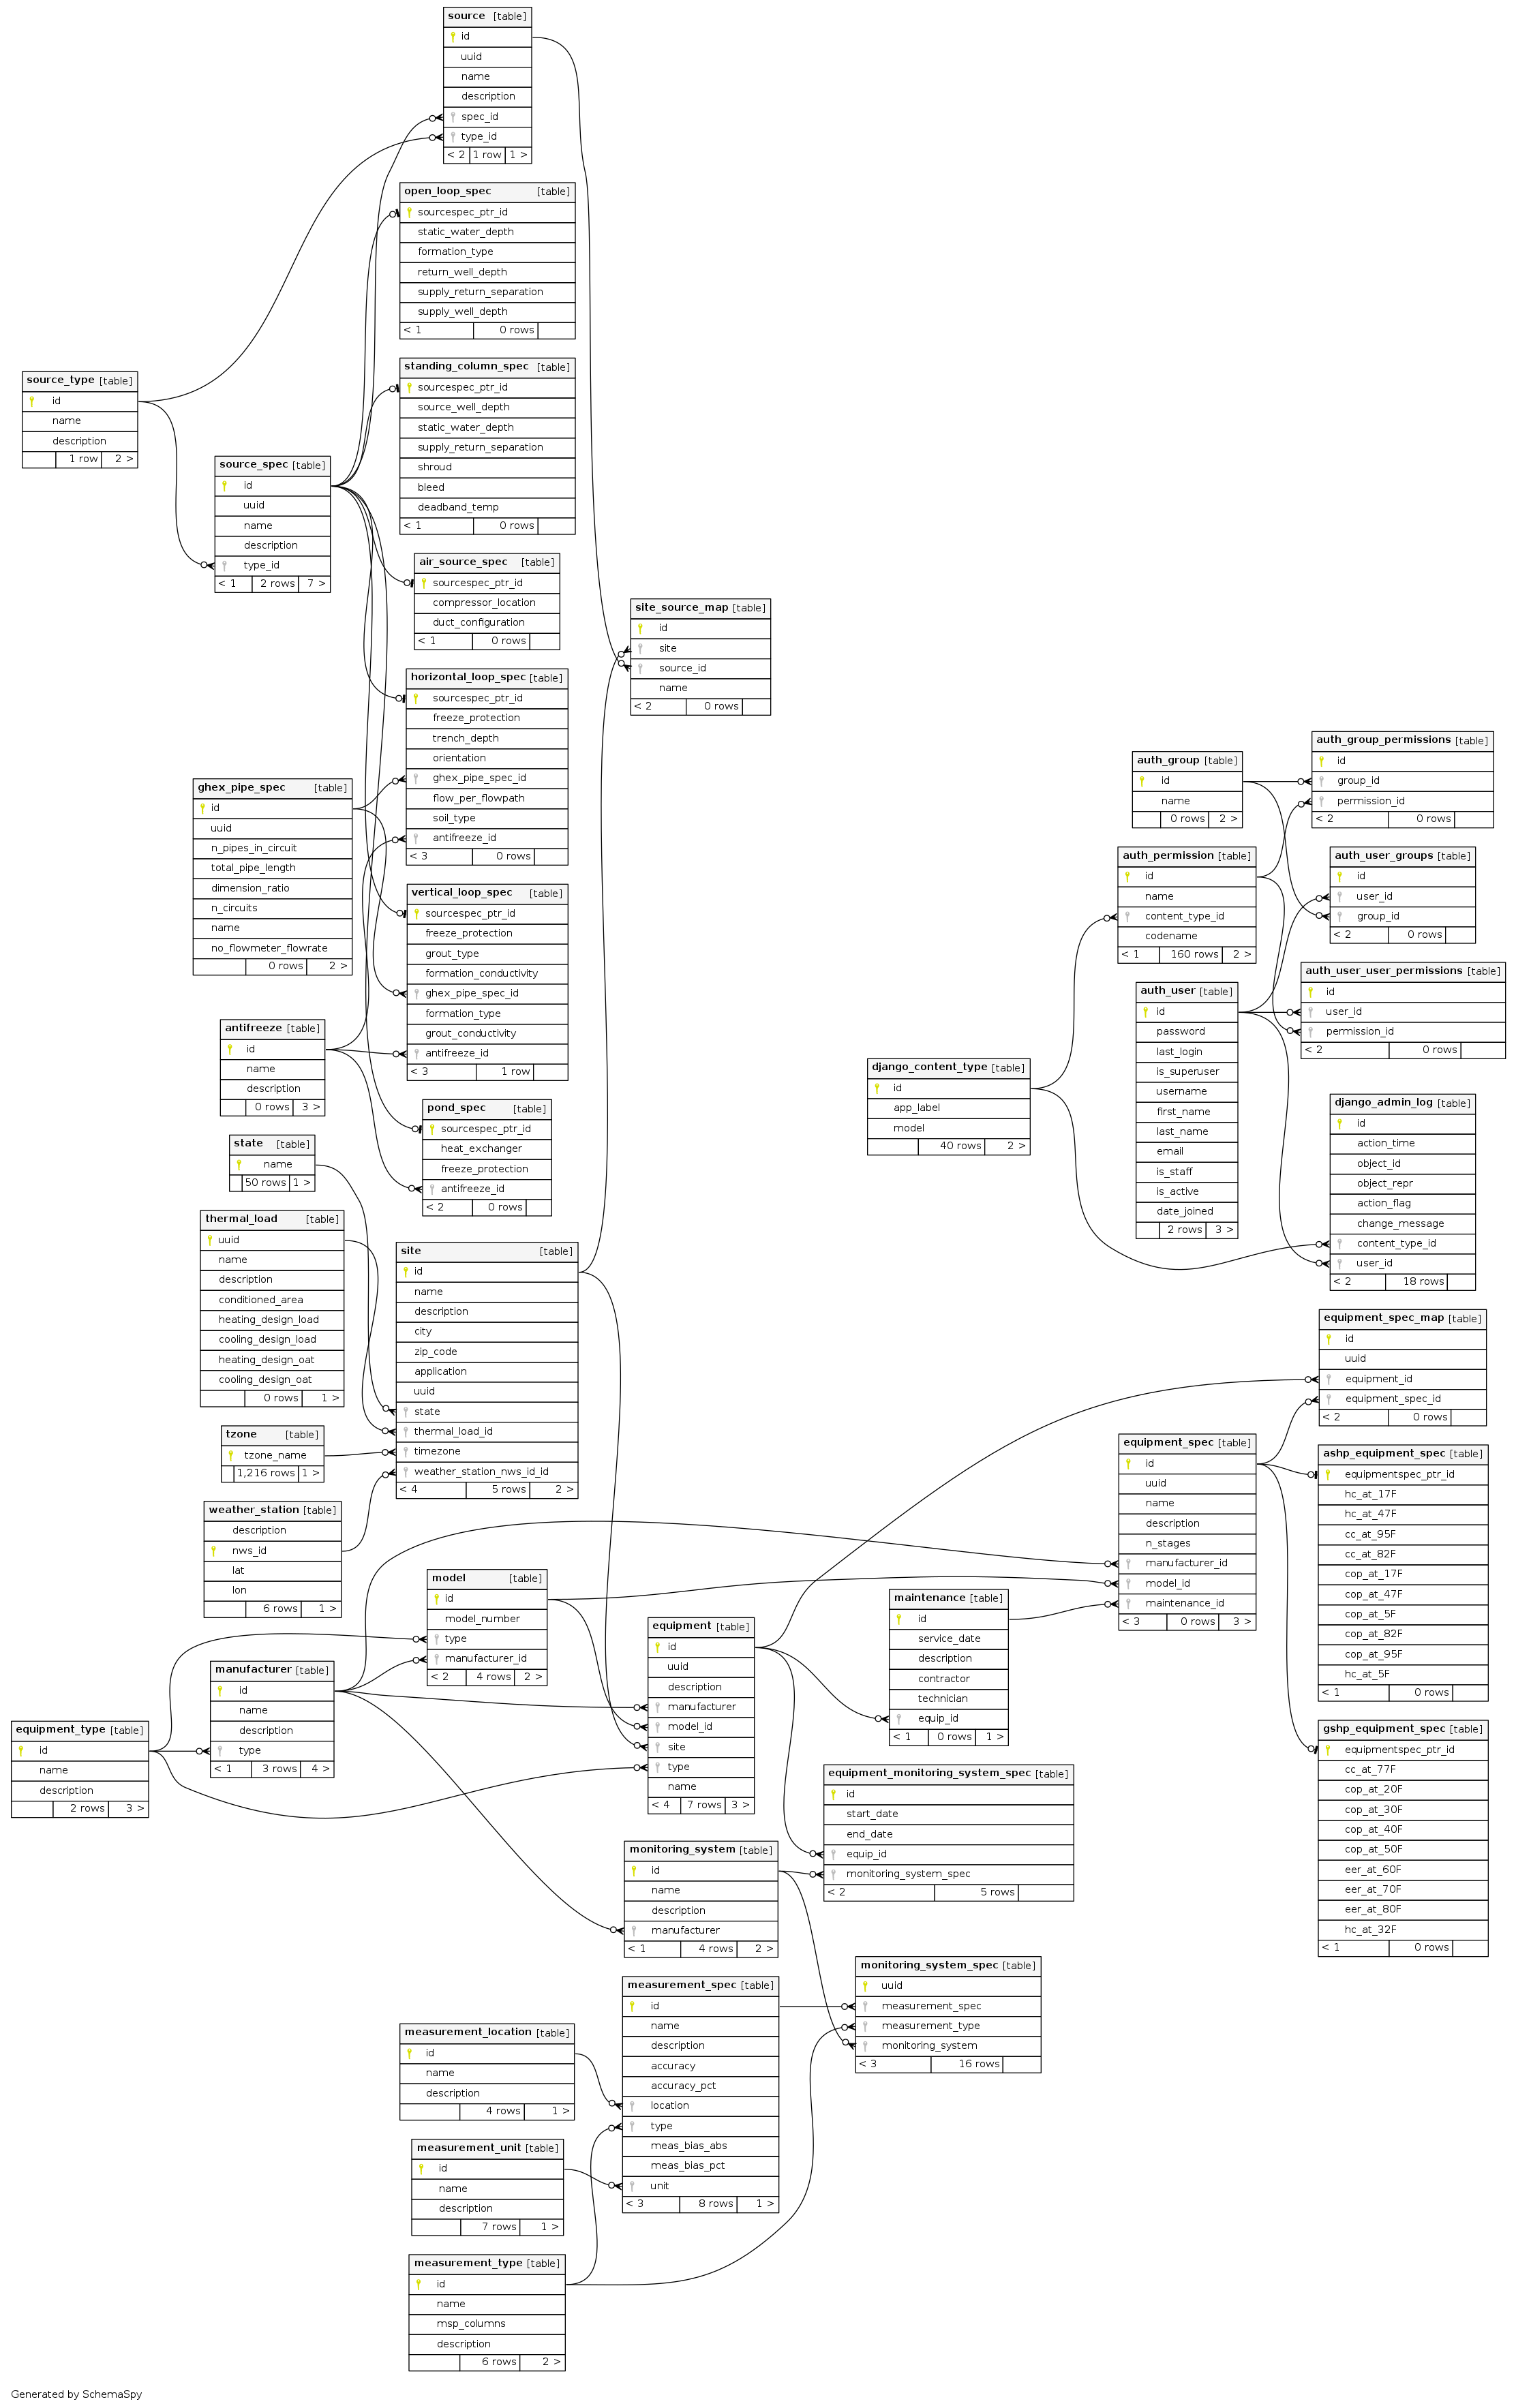 source [table]
id
uuid
name
description
spec_id
type_id
< 2 1 row 1 >
open_loop_spec [table]
sourcespec_ptr_id
static_water_depth
formation_type
return_well_depth
supply_return_separation
supply_well_depth
< 1 0 rows
standing_column_spec [table]
sourcespec_ptr_id
source_well_depth
static_water_depth
supply_return_separation
shroud
bleed
deadband_temp
< 1 0 rows
source_type [table]
id
name
description
1 row 2 >
source_spec [table]
id
uuid
name
description
type_id
< 1 2 rows 7 >
air_source_spec [table]
sourcespec_ptr_id
compressor_location
duct_configuration
< 1 0 rows
site_source_map [table]
id
site
source_id
name
< 2 0 rows
horizontal_loop_spec [table]
sourcespec_ptr_id
freeze_protection
trench_depth
orientation
ghex_pipe_spec_id
flow_per_flowpath
soil_type
antifreeze_id
< 3 0 rows
ghex_pipe_spec [table]
id
uuid
n_pipes_in_circuit
total_pipe_length
dimension_ratio
n_circuits
name
no_flowmeter_flowrate
0 rows 2 >
vertical_loop_spec [table]
sourcespec_ptr_id
freeze_protection
grout_type
formation_conductivity
ghex_pipe_spec_id
formation_type
grout_conductivity
antifreeze_id
< 3 1 row
antifreeze [table]
id
name
description
0 rows 3 >
pond_spec [table]
sourcespec_ptr_id
heat_exchanger
freeze_protection
antifreeze_id
< 2 0 rows
state [table]
name
50 rows 1 >
thermal_load [table]
uuid
name
description
conditioned_area
heating_design_load
cooling_design_load
heating_design_oat
cooling_design_oat
0 rows 1 >
site [table]
id
name
description
city
zip_code
application
uuid
state
thermal_load_id
timezone
weather_station_nws_id_id
< 4 5 rows 2 >
tzone [table]
tzone_name
1,216 rows 1 >
weather_station [table]
description
nws_id
lat
lon
6 rows 1 >
auth_group [table]
id
name
0 rows 2 >
auth_group_permissions [table]
id
group_id
permission_id
< 2 0 rows
auth_permission [table]
id
name
content_type_id
codename
< 1 160 rows 2 >
auth_user_groups [table]
id
user_id
group_id
< 2 0 rows
auth_user_user_permissions [table]
id
user_id
permission_id
< 2 0 rows
auth_user [table]
id
password
last_login
is_superuser
username
first_name
last_name
email
is_staff
is_active
date_joined
2 rows 3 >
django_content_type [table]
id
app_label
model
40 rows 2 >
django_admin_log [table]
id
action_time
object_id
object_repr
action_flag
change_message
content_type_id
user_id
< 2 18 rows
equipment_spec_map [table]
id
uuid
equipment_id
equipment_spec_id
< 2 0 rows
equipment_spec [table]
id
uuid
name
description
n_stages
manufacturer_id
model_id
maintenance_id
< 3 0 rows 3 >
ashp_equipment_spec [table]
equipmentspec_ptr_id
hc_at_17F
hc_at_47F
cc_at_95F
cc_at_82F
cop_at_17F
cop_at_47F
cop_at_5F
cop_at_82F
cop_at_95F
hc_at_5F
< 1 0 rows
gshp_equipment_spec [table]
equipmentspec_ptr_id
cc_at_77F
cop_at_20F
cop_at_30F
cop_at_40F
cop_at_50F
eer_at_60F
eer_at_70F
eer_at_80F
hc_at_32F
< 1 0 rows
model [table]
id
model_number
type
manufacturer_id
< 2 4 rows 2 >
maintenance [table]
id
service_date
description
contractor
technician
equip_id
< 1 0 rows 1 >
equipment [table]
id
uuid
description
manufacturer
model_id
site
type
name
< 4 7 rows 3 >
manufacturer [table]
id
name
description
type
< 1 3 rows 4 >
equipment_type [table]
id
name
description
2 rows 3 >
equipment_monitoring_system_spec [table]
id
start_date
end_date
equip_id
monitoring_system_spec
< 2 5 rows
monitoring_system [table]
id
name
description
manufacturer
< 1 4 rows 2 >
monitoring_system_spec [table]
uuid
measurement_spec
measurement_type
monitoring_system
< 3 16 rows
measurement_spec [table]
id
name
description
accuracy
accuracy_pct
location
type
meas_bias_abs
meas_bias_pct
unit
< 3 8 rows 1 >
measurement_location [table]
id
name
description
4 rows 1 >
measurement_unit [table]
id
name
description
7 rows 1 >
measurement_type [table]
id
name
msp_columns
description
6 rows 2 >
Generated by SchemaSpy